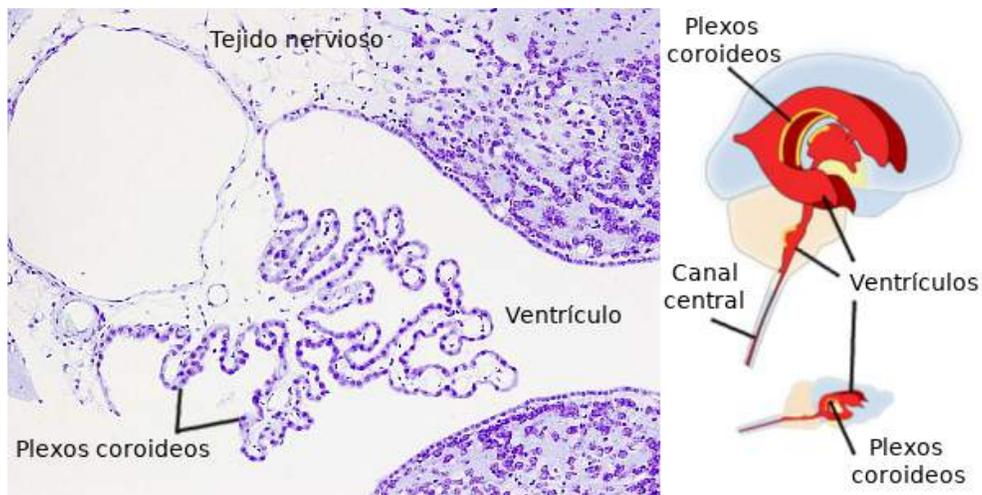 Tejido nervioso
Ventrículo
Plexos coroideos
Plexos
coroideos
Canal
central
Ventrículos
Plexos
coroideos